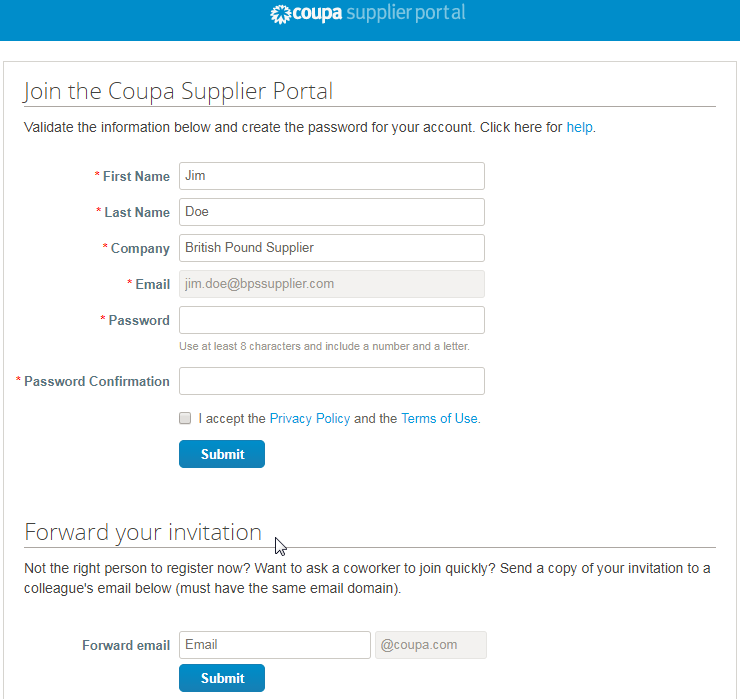 coupa supplier portal
Join the Coupa Supplier Portal
Validate the information below and create the password for your account. Click here for help.
* First Name Jim
* Last Name Doe
* Company British Pound Supplier
* Email jim.doe@bpssupplier.com
* Password
Use at least 8 characters and include a number and a letter.
* Password Confirmation
I accept the Privacy Policy and the Terms of Use.
Submit
Forward your invitation
Not the right person to register now? Want to ask a coworker to join quickly? Send a copy of your invitation to a
colleague's email below (must have the same email domain).
Forward email Email @coupa.com
Submit